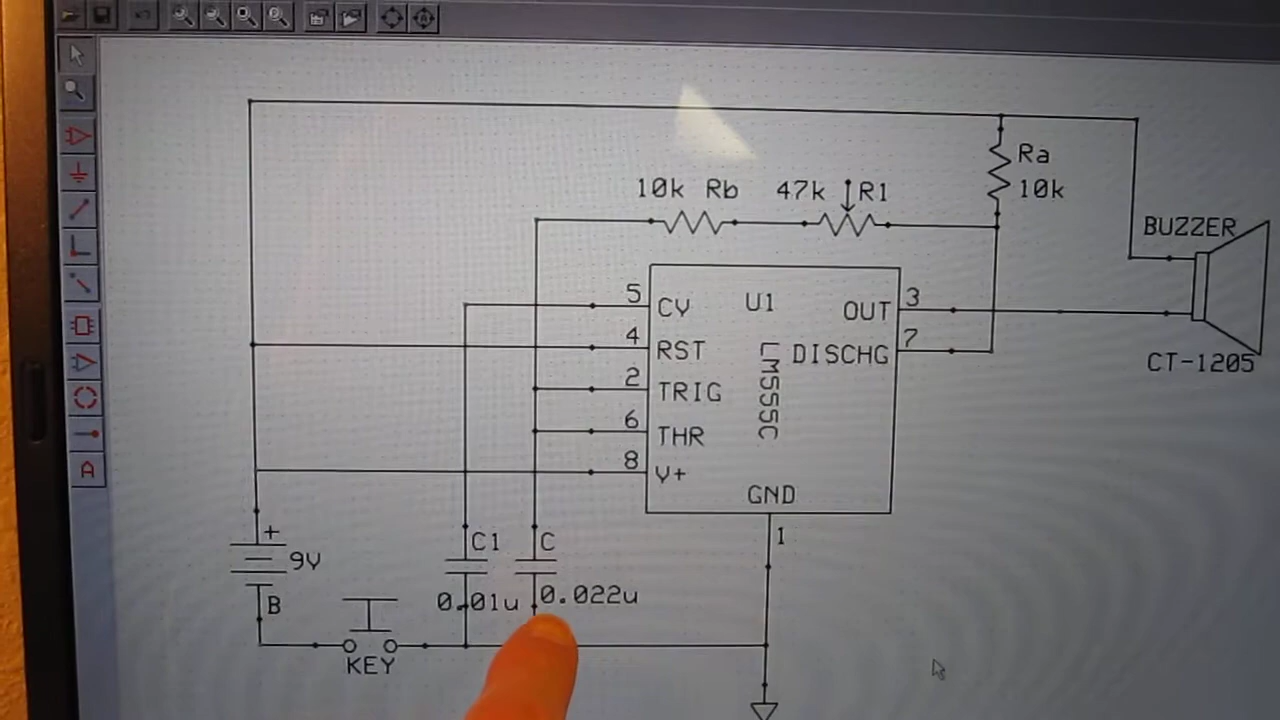 Ra
10k Rb 47k R1 10k
BUZZER
5 CV U1 OUT 3
4 RST DISCHG 7
2 TRIG LM555C CT-1205
6 THR
8 V+
GND
+ C1 C 1
9V
B 0.01u 0.022u
KEY
A